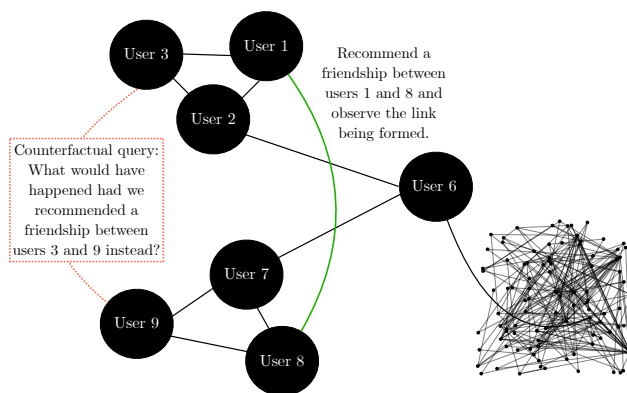 User 1
User 3
User 2
Recommend a
friendship between
users 1 and 8 and
observe the link
being formed.
Counterfactual query:
What would have
happened had we
recommended a
friendship between
users 3 and 9 instead?
User 6
User 7
User 9
User 8